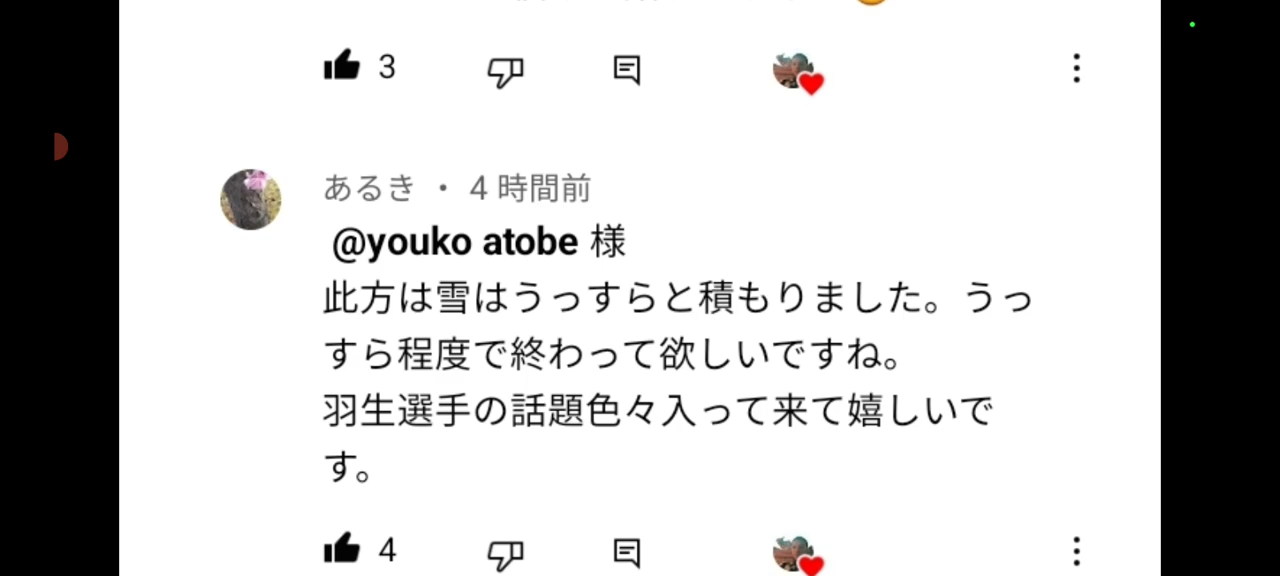 3
あるき ・ 4 時間前
@youko atobe 様
此方は雪はうっすらと積もりました。うっ
すら程度で終わって欲しいですね。
羽生選手の話題色々入って来て嬉しいで
す。
4